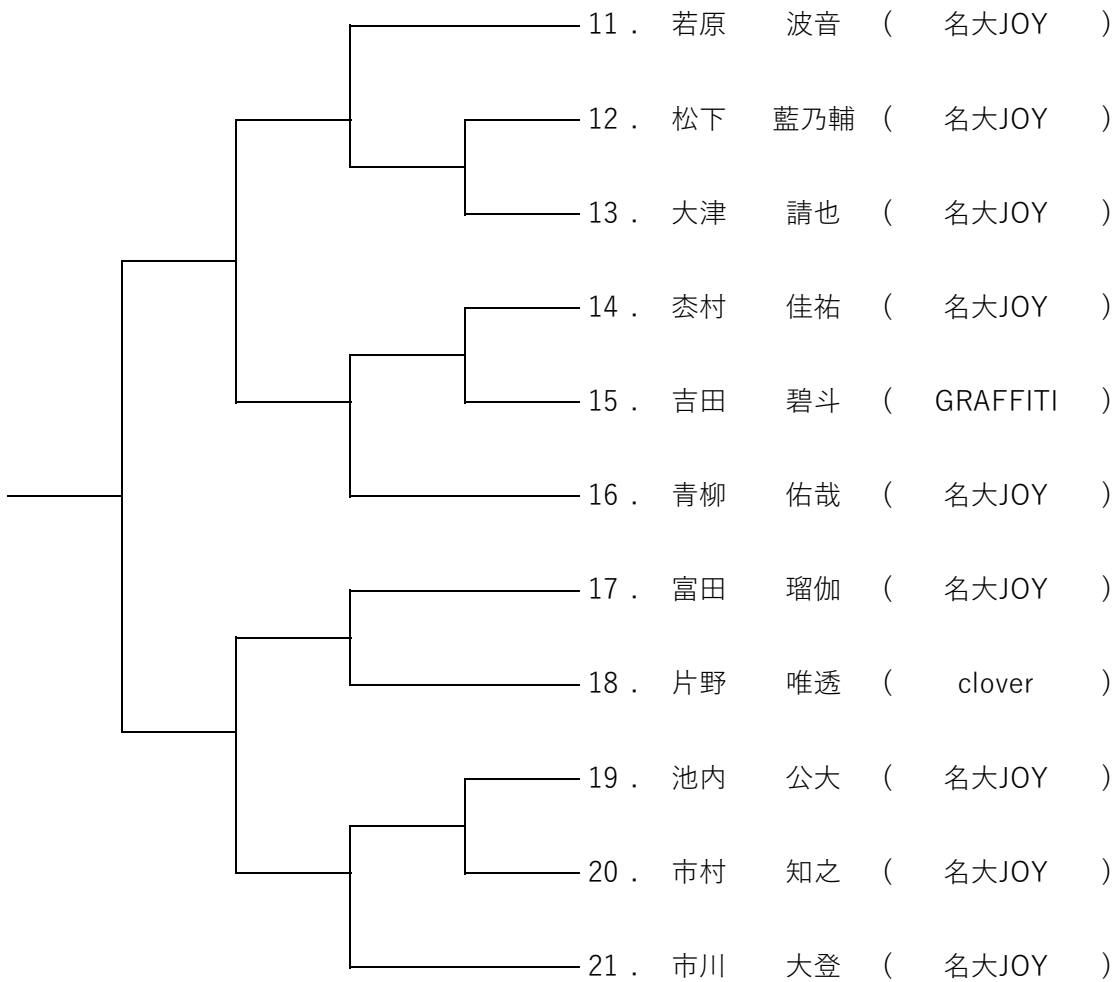 11. 若原 波音 ( 名大JOY )
12. 松下 藍乃輔 ( 名大JOY )
13. 大津 請也 ( 名大JOY )
14. 枩村 佳祐 ( 名大JOY )
15. 吉田 碧斗 ( GRAFFITI )
16. 青柳 佑哉 ( 名大JOY )
17. 富田 瑠伽 ( 名大JOY )
18. 片野 唯透 ( clover )
19. 池内 公大 ( 名大JOY )
20. 市村 知之 ( 名大JOY )
21. 市川 大登 ( 名大JOY )